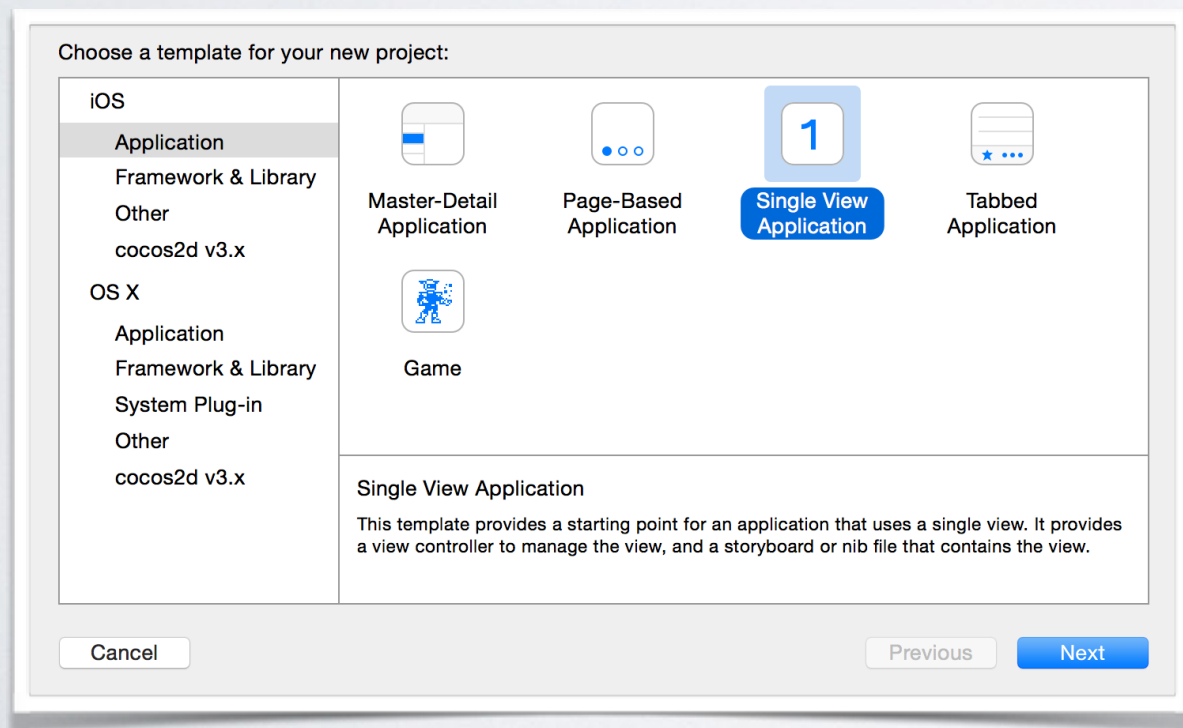 Choose a template for your new project:
iOS
Application
Framework & Library
Other
cocos2d v3.x
OS X
Application
Framework & Library
System Plug-in
Other
cocos2d v3.x
Master-Detail
Application
Page-Based
Application
1
Single View
Application
Tabbed
Application
Game
Single View Application
This template provides a starting point for an application that uses a single view. It provides
a view controller to manage the view, and a storyboard or nib file that contains the view.
Cancel
Previous
Next